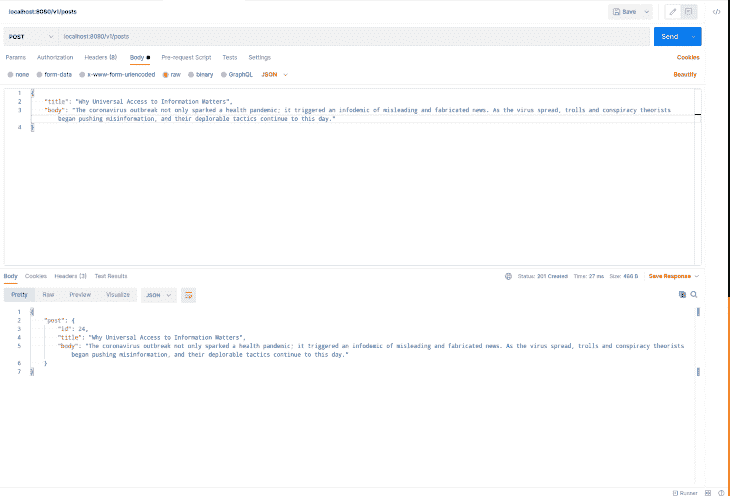 localhost:8080/v1/posts
Save
POST
localhost:8080/v1/posts
Send
Params Authorization Headers (8) Body Pre-request Script Tests Settings
Cookies
none form-data x-www-form-urlencoded raw binary GraphQL JSON
Beautify
1 {
2 "title": "Why Universal Access to Information Matters",
3 "body": "The coronavirus outbreak not only sparked a health pandemic; it triggered an infodemic of misleading and fabricated news. As the virus spread, trolls and conspiracy theorists
began pushing misinformation, and their deplorable tactics continue to this day."
4 }
Body Cookies Headers (3) Test Results
Status: 201 Created Time: 27 ms Size: 466 B Save Response
Pretty Raw Preview Visualize JSON
1 {
2 "post": {
3 "id": 24,
4 "title": "Why Universal Access to Information Matters",
5 "body": "The coronavirus outbreak not only sparked a health pandemic; it triggered an infodemic of misleading and fabricated news. As the virus spread, trolls and conspiracy theorists
began pushing misinformation, and their deplorable tactics continue to this day."
6 }
7 }
Runner